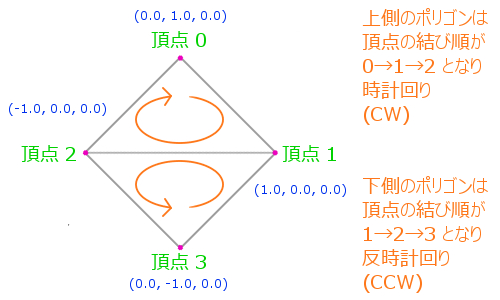 (0.0, 1.0, 0.0)
頂点 0
(-1.0, 0.0, 0.0)
頂点 2
頂点 1
(1.0, 0.0, 0.0)
頂点 3
(0.0, -1.0, 0.0)
上側のポリゴンは
頂点の結び順が
0→1→2 となり
時計回り
(CW)
下側のポリゴンは
頂点の結び順が
1→2→3 となり
反時計回り
(CCW)